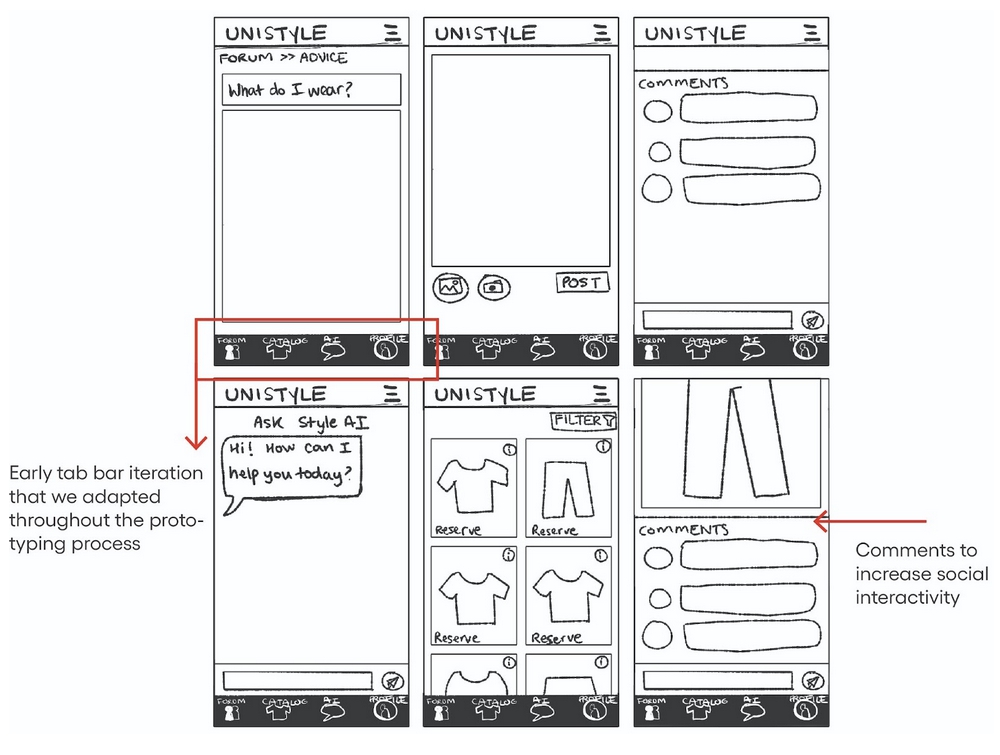 UNISTYLE
FORUM >> ADVICE
What do I wear?
FORUM CATALOG AI PROFILE
UNISTYLE
POST
FORUM CATALOG AI PROFILE
UNISTYLE
COMMENTS
FORUM CATALOG AI PROFILE
UNISTYLE
Ask Style AI
Hi! How can I
help you today?
FORUM CATALOG AI PROFILE
UNISTYLE
FILTER
Reserve Reserve
Reserve Reserve
FORUM CATALOG AI PROFILE
COMMENTS
FORUM CATALOG AI PROFILE
Early tab bar iteration
that we adapted
throughout the proto-
typing process
Comments to
increase social
interactivity